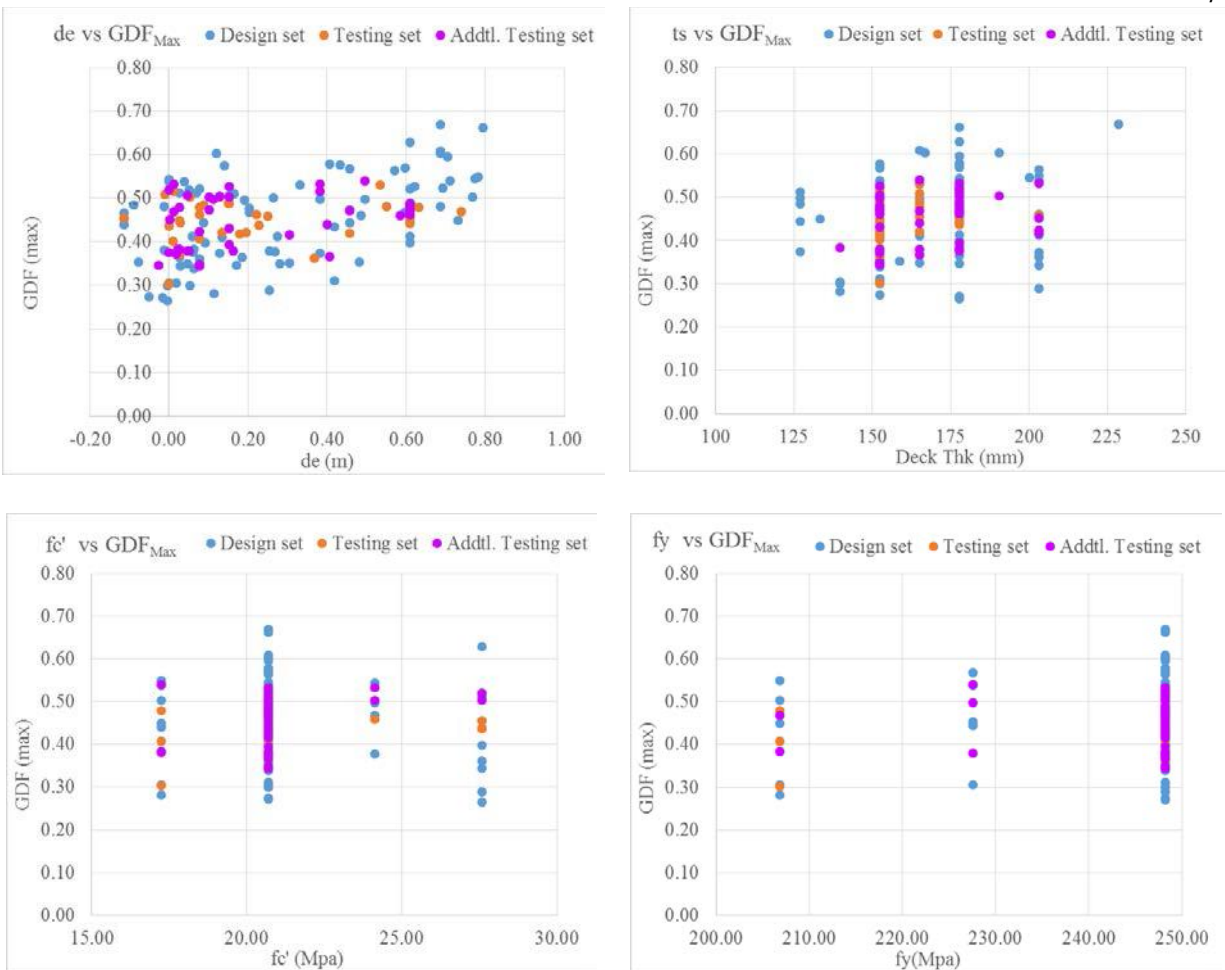 de vs GDFMax Design set Testing set Addtl. Testing set
0.80
0.70
0.60
0.50
0.40
0.30
0.20
0.10
0.00
GDF (max)
-0.20 0.00 0.20 0.40 0.60 0.80 1.00
de (m)
ts vs GDFMax Design set Testing set Addtl. Testing set
0.80
0.70
0.60
0.50
0.40
0.30
0.20
0.10
0.00
GDF (max)
100 125 150 175 200 225 250
Deck Thk (mm)
fc' vs GDFMax Design set Testing set Addtl. Testing set
0.80
0.70
0.60
0.50
0.40
0.30
0.20
0.10
0.00
GDF (max)
15.00 20.00 25.00 30.00
fc' (Mpa)
fy vs GDFMax Design set Testing set Addtl. Testing set
0.80
0.70
0.60
0.50
0.40
0.30
0.20
0.10
0.00
GDF (max)
200.00 210.00 220.00 230.00 240.00 250.00
fy(Mpa)